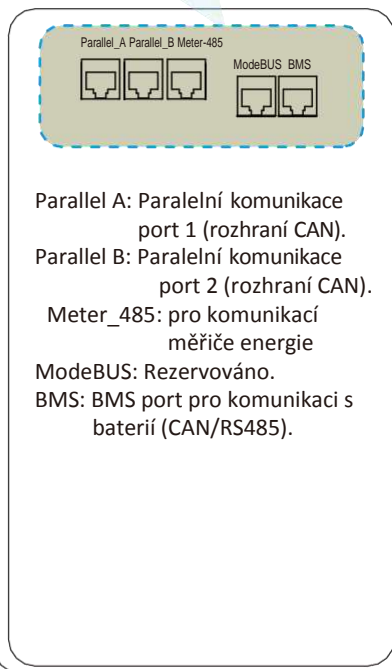 Parallel_A Parallel_B Meter-485
ModeBUS BMS
Parallel A: Paralelní komunikace
port 1 (rozhraní CAN).
Parallel B: Paralelní komunikace
port 2 (rozhraní CAN).
Meter_485: pro komunikací
měřiče energie
ModeBUS: Rezervováno.
BMS: BMS port pro komunikaci s
baterií (CAN/RS485).